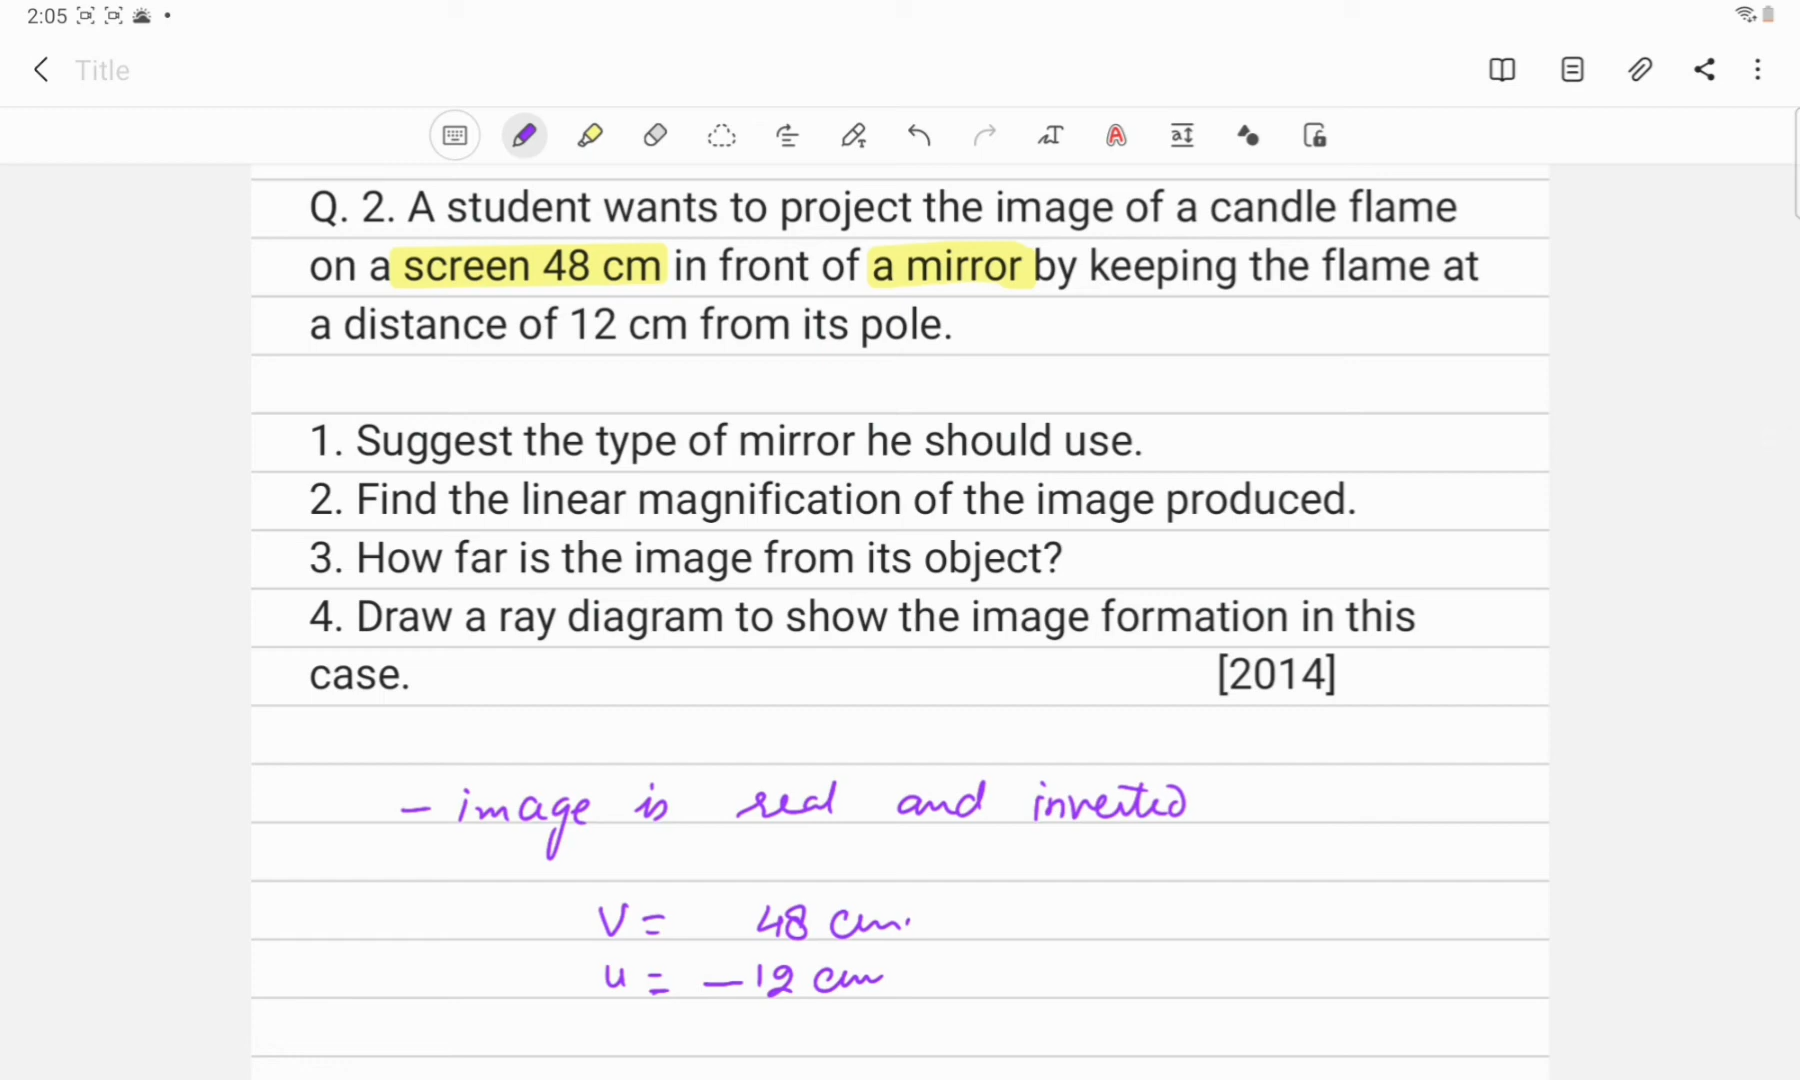 2:05
Title
Q. 2. A student wants to project the image of a candle flame
on a screen 48 cm in front of a mirror by keeping the flame at
a distance of 12 cm from its pole.
1. Suggest the type of mirror he should use.
2. Find the linear magnification of the image produced.
3. How far is the image from its object?
4. Draw a ray diagram to show the image formation in this
case. [2014]
- image is real and inverted
V = 48 cm.
u = -12 cm